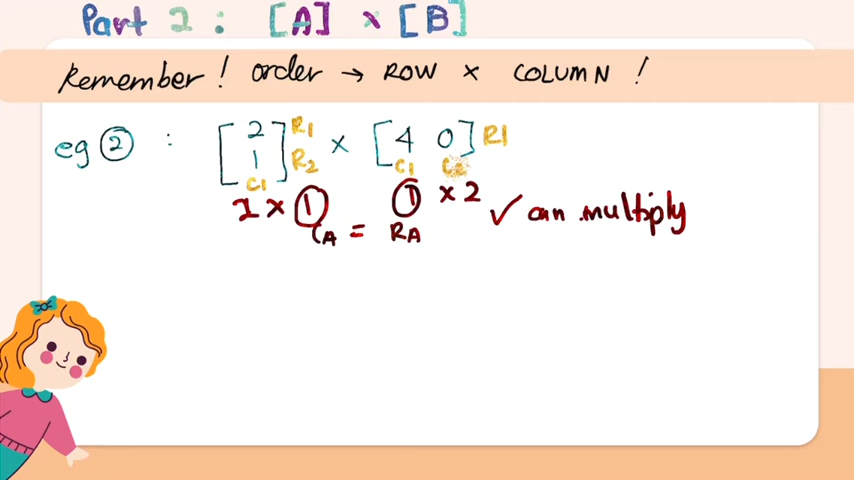 Part 2 : [A] x [B]
Remember! order → ROW x COLUMN !
eg ② : [2 1] R1 R2 C1 x [4 0] R1 C1 C2
2 x ① = ① x 2 ✓ can multiply
CA = RA